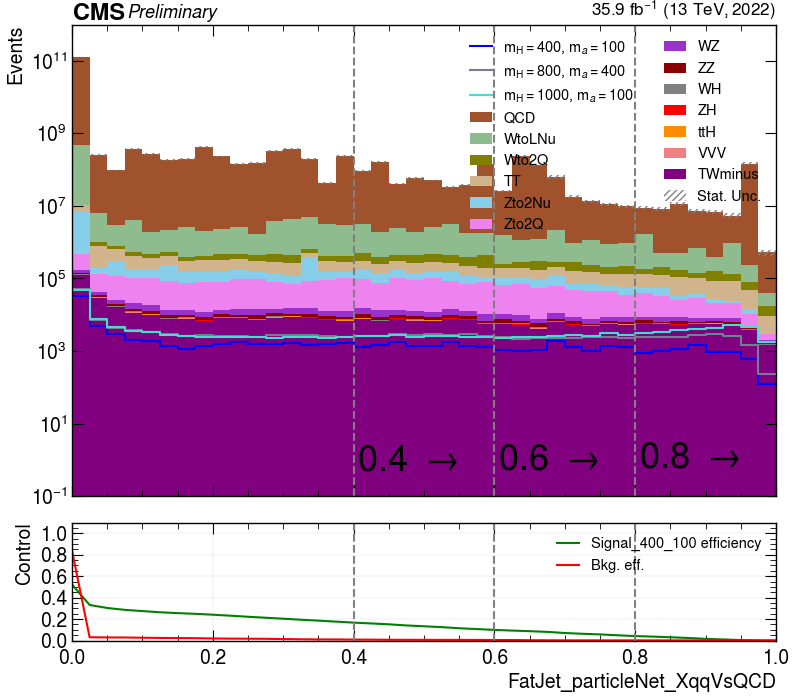 CMS Preliminary
35.9 fb⁻¹ (13 TeV, 2022)
Events
10¹¹
10⁹
10⁷
10⁵
10³
10¹
10⁻¹
m_H = 400, m_a = 100
m_H = 800, m_a = 400
m_H = 1000, m_a = 100
QCD
WtoLNu
Wto2Q
TT
Zto2Nu
Zto2Q
WZ
ZZ
WH
ZH
ttH
VVV
TWminus
Stat. Unc.
0.4 →
0.6 →
0.8 →
Control
1.0
0.8
0.6
0.4
0.2
0.0
Signal_400_100 efficiency
Bkg. eff.
0.0 0.2 0.4 0.6 0.8 1.0
FatJet_particleNet_XqqVsQCD